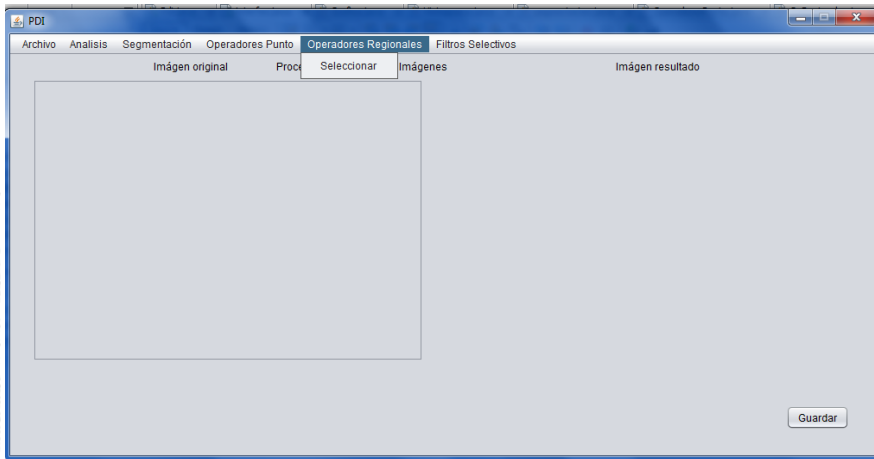 PDI
Archivo Analisis Segmentación Operadores Punto Operadores Regionales Filtros Selectivos
Imágen original Proce Seleccionar Imágenes Imágen resultado
Guardar